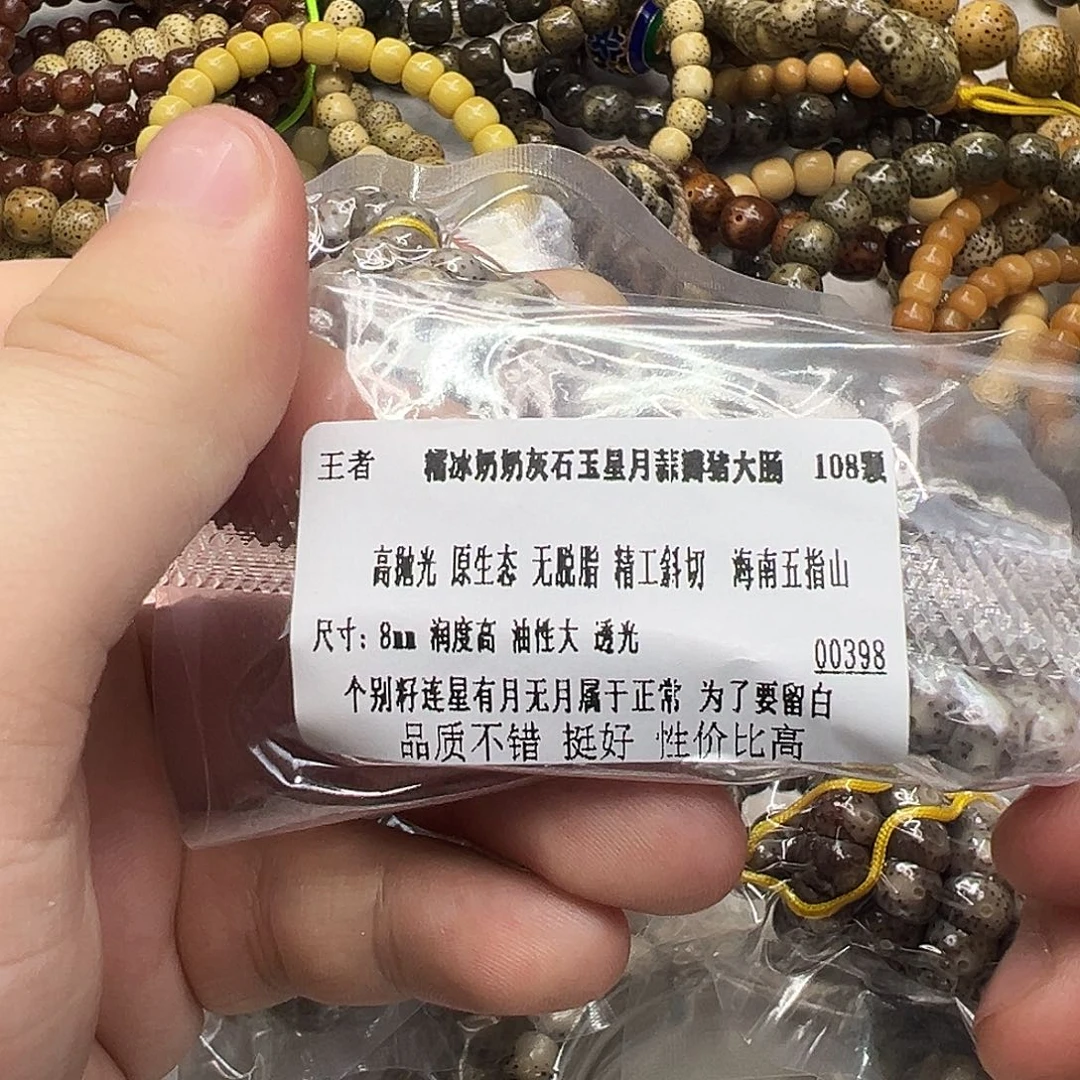 王者 糯冰奶奶灰石玉星月蒜瓣猪大肠 108颗
高抛光 原生态 无脱脂 精工斜切 海南五指山
尺寸: 8mm 润度高 油性大 透光
00398
个别籽连星有月无月属于正常 为了要留白
品质不错 挺好 性价比高